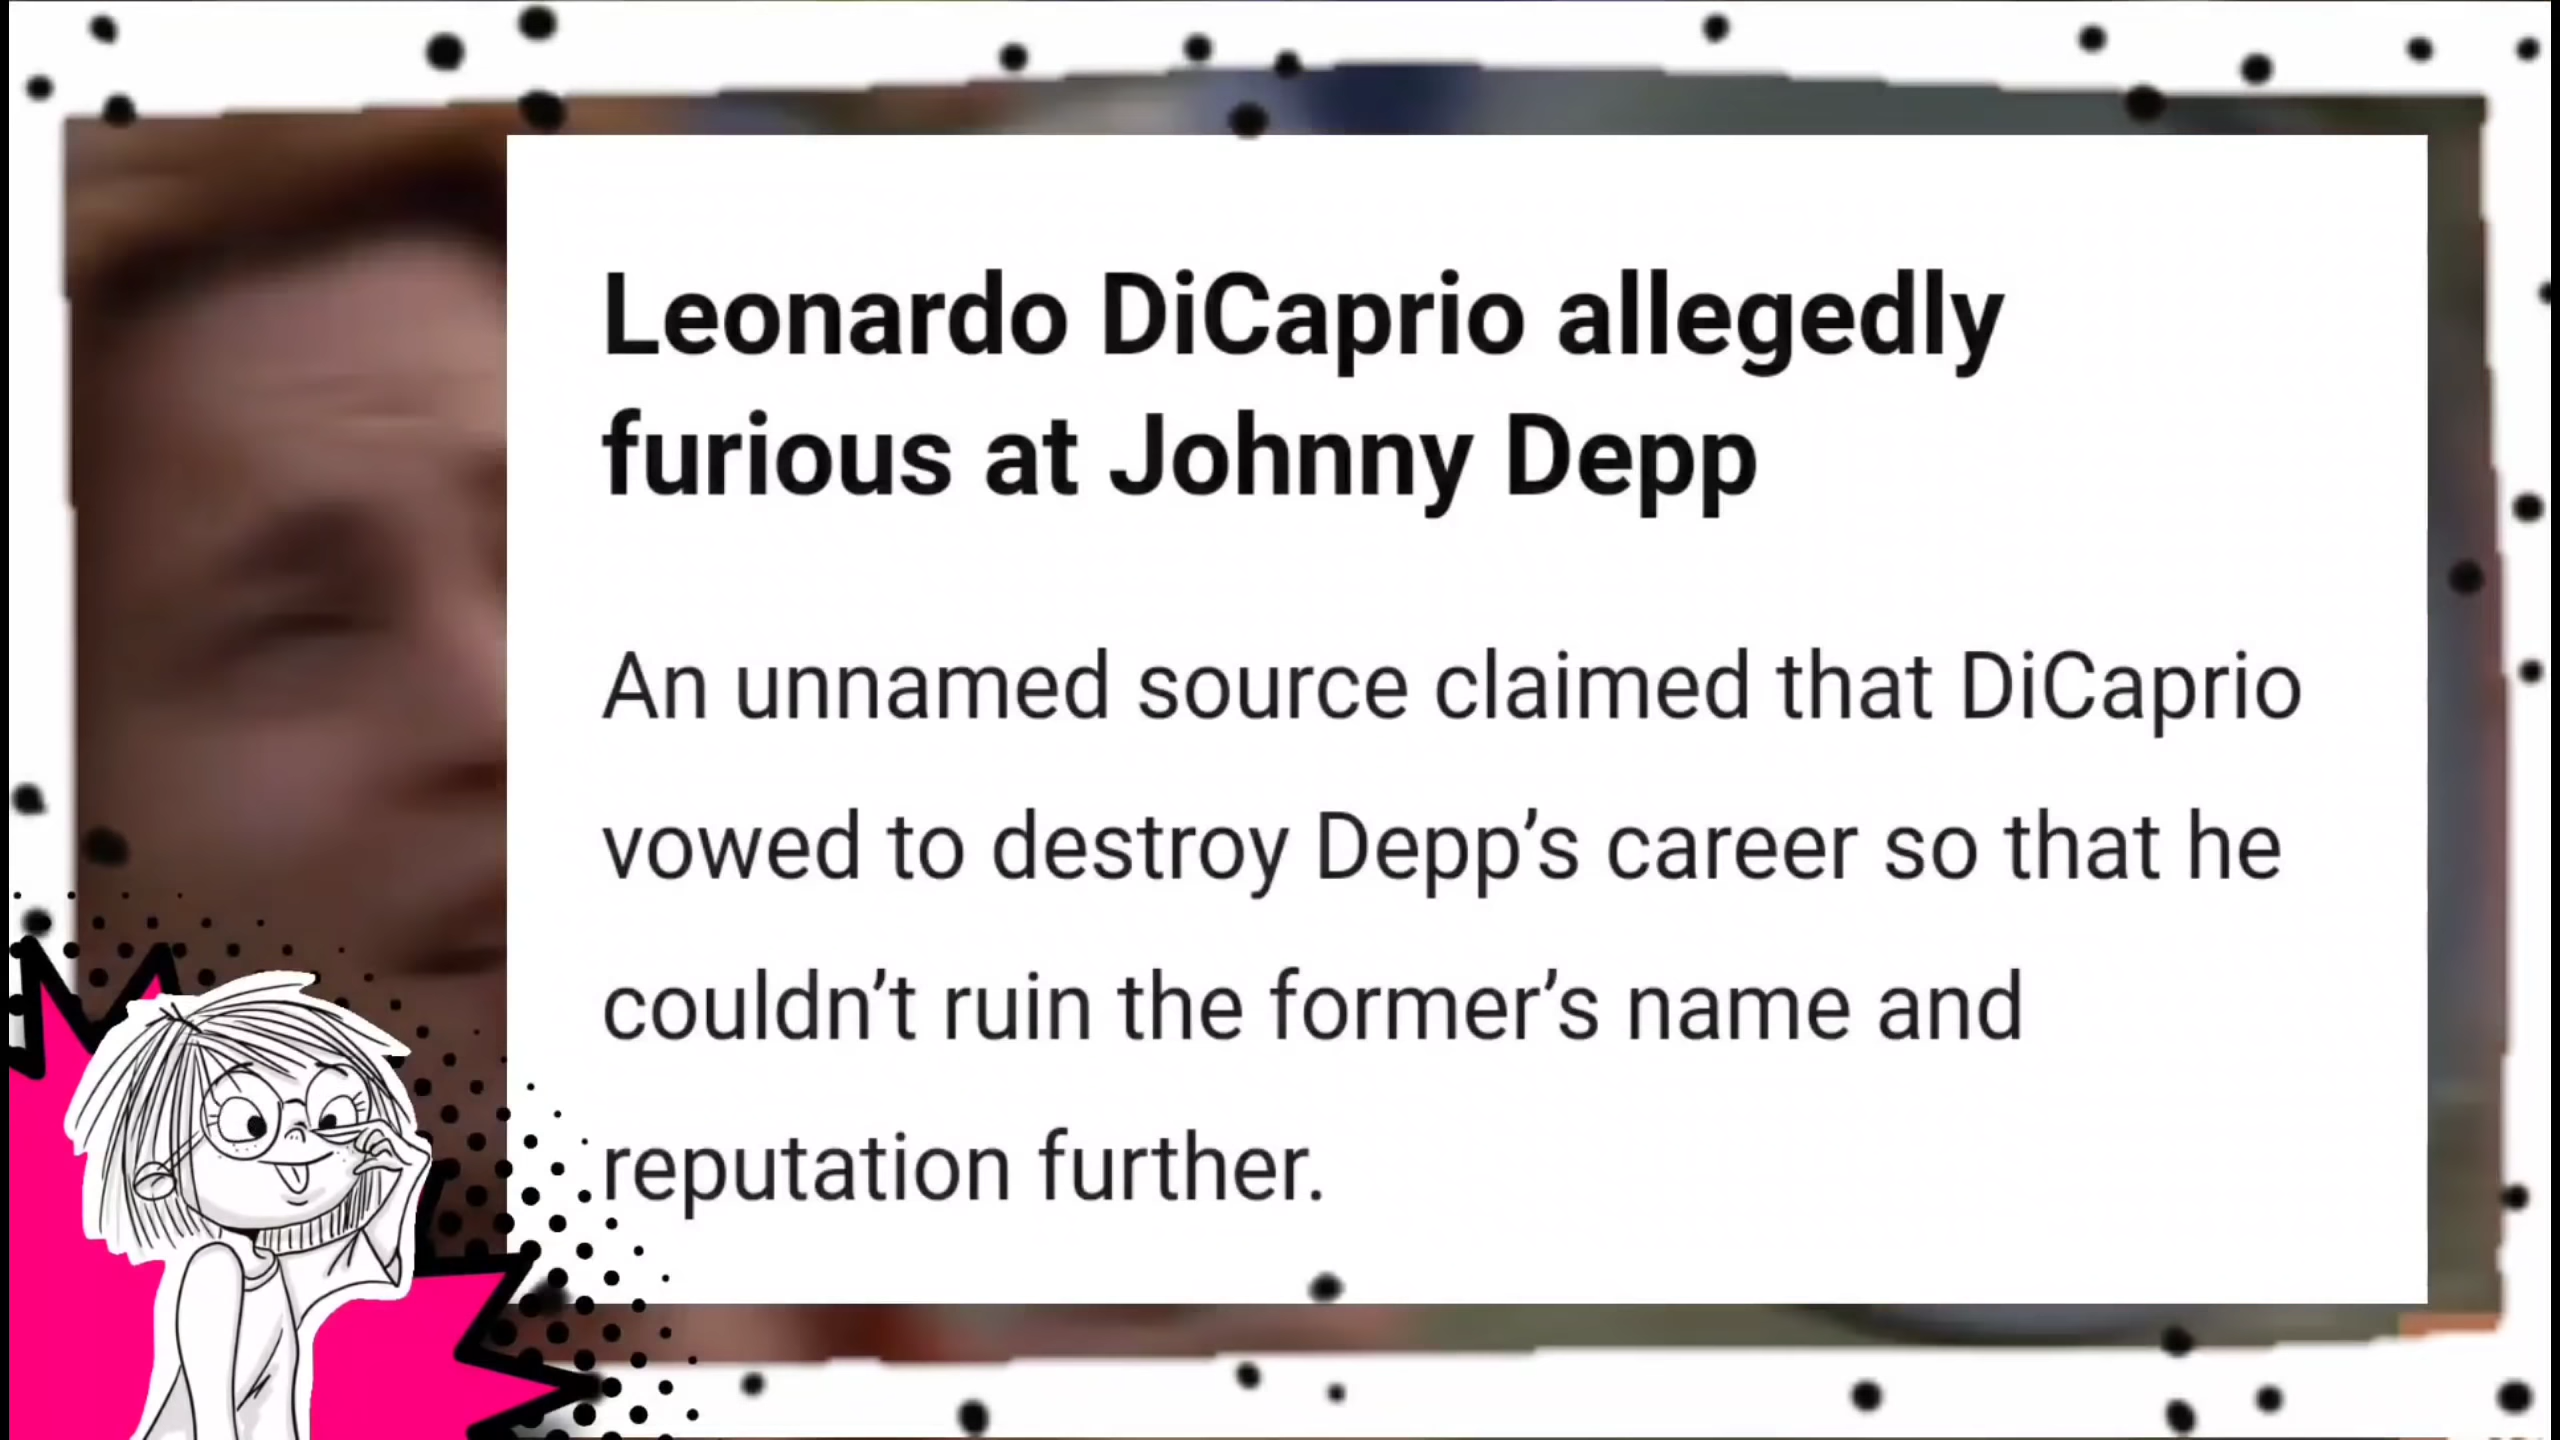 Leonardo DiCaprio allegedly
furious at Johnny Depp
An unnamed source claimed that DiCaprio
vowed to destroy Depp’s career so that he
couldn’t ruin the former’s name and
reputation further.